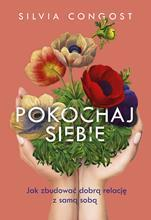 SILVIA CONGOST
POKOCHAJ
SIEBIE
Jak zbudować dobrą relację
z samą sobą